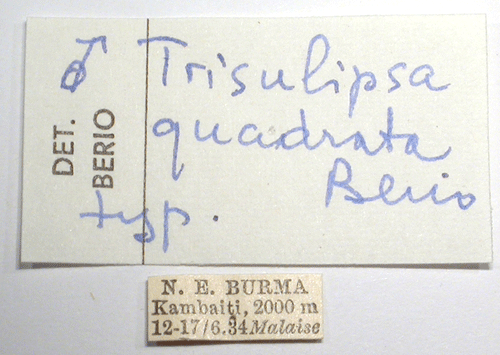 ♂ Trisulipsa
quadrata
Berio
typ.
DET.
BERIO
N. E. BURMA
Kambaiti, 2000 m
12-17/6.34 Malaise